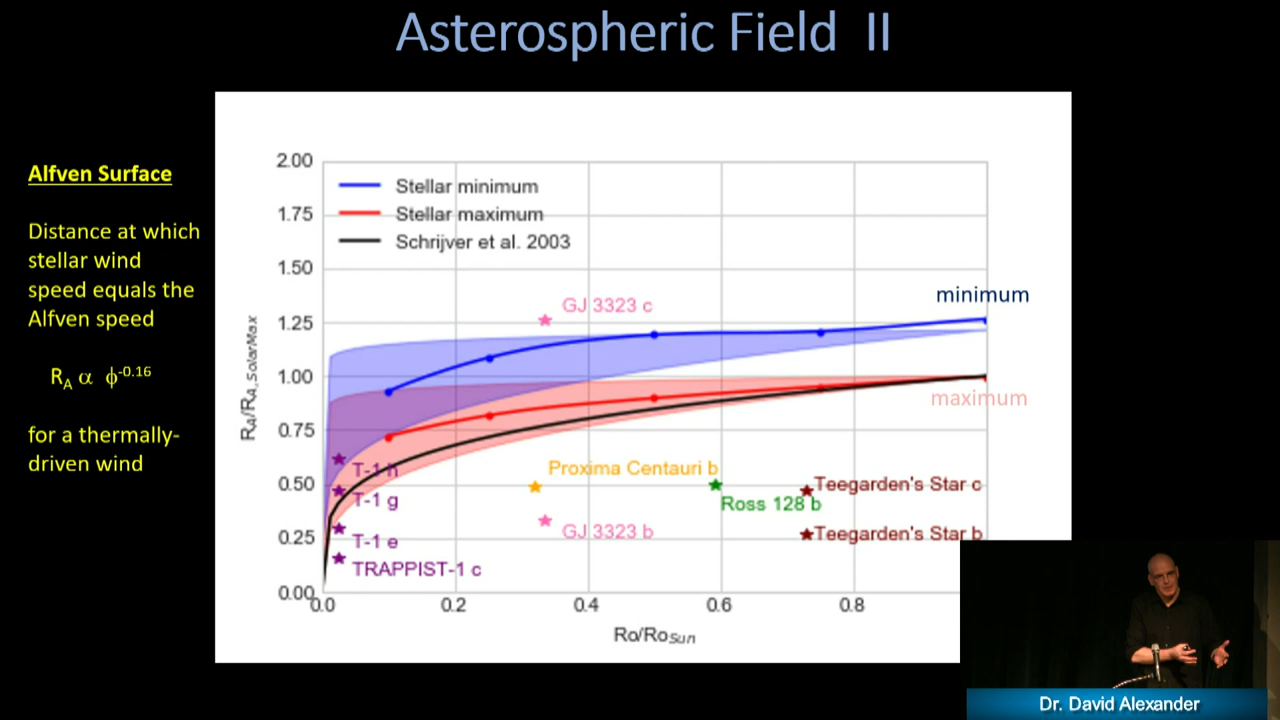 Asterospheric Field II
Alfven Surface
Distance at which
stellar wind
speed equals the
Alfven speed
R_A α ϕ^-0.16
for a thermally-
driven wind
2.00
1.75
1.50
1.25
1.00
0.75
0.50
0.25
0.00
R_A/R_A,SolarMax
Stellar minimum
Stellar maximum
Schrijver et al. 2003
minimum
maximum
GJ 3323 c
T-1 h
T-1 g
T-1 e
TRAPPIST-1 c
Proxima Centauri b
GJ 3323 b
Ross 128 b
Teegarden's Star c
Teegarden's Star b
0.0
0.2
0.4
0.6
0.8
Ro/Ro_Sun
Dr. David Alexander